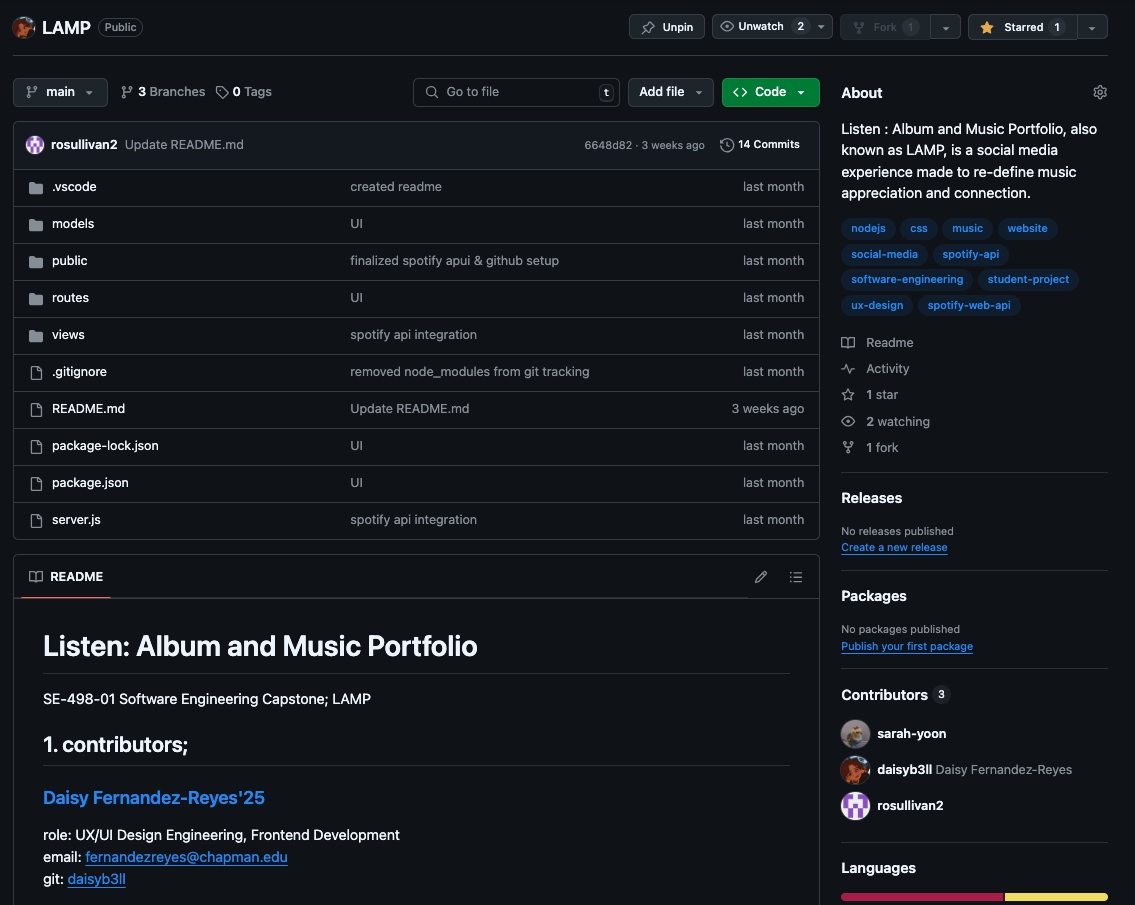 LAMP Public
Unpin Unwatch 2 Fork 1 Starred 1
main 3 Branches 0 Tags Go to file t Add file Code
rosullivan2 Update README.md 6648d82 · 3 weeks ago 14 Commits
.vscode created readme last month
models UI last month
public finalized spotify apui & github setup last month
routes UI last month
views spotify api integration last month
.gitignore removed node_modules from git tracking last month
README.md Update README.md 3 weeks ago
package-lock.json UI last month
package.json UI last month
server.js spotify api integration last month
README
Listen: Album and Music Portfolio
SE-498-01 Software Engineering Capstone; LAMP
1. contributors;
Daisy Fernandez-Reyes'25
role: UX/UI Design Engineering, Frontend Development
email: fernandezreyes@chapman.edu
git: daisyb3ll
About
Listen : Album and Music Portfolio, also
known as LAMP, is a social media
experience made to re-define music
appreciation and connection.
nodejs css music website
social-media spotify-api
software-engineering student-project
ux-design spotify-web-api
Readme
Activity
1 star
2 watching
1 fork
Releases
No releases published
Create a new release
Packages
No packages published
Publish your first package
Contributors 3
sarah-yoon
daisyb3ll Daisy Fernandez-Reyes
rosullivan2
Languages